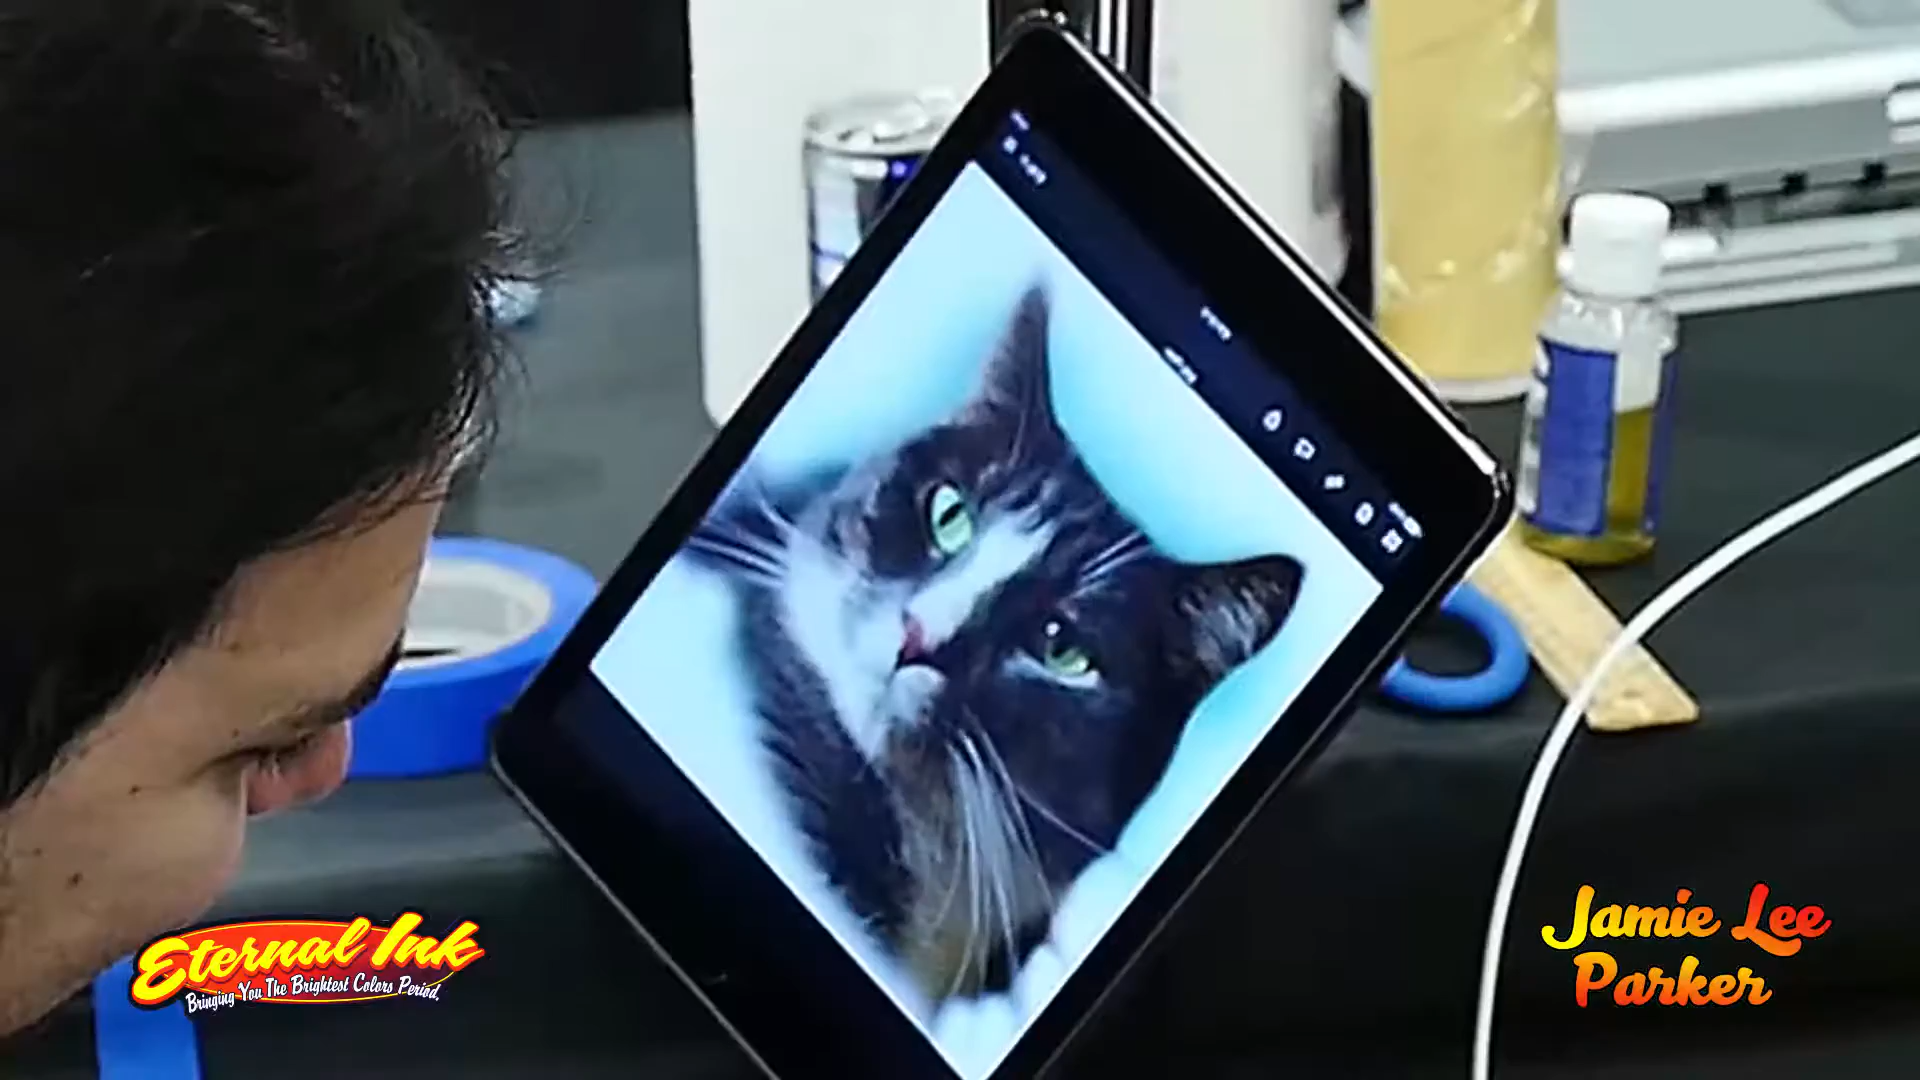 Eternal Ink
Bringing You The Brightest Colors Period.
Jamie Lee
Parker